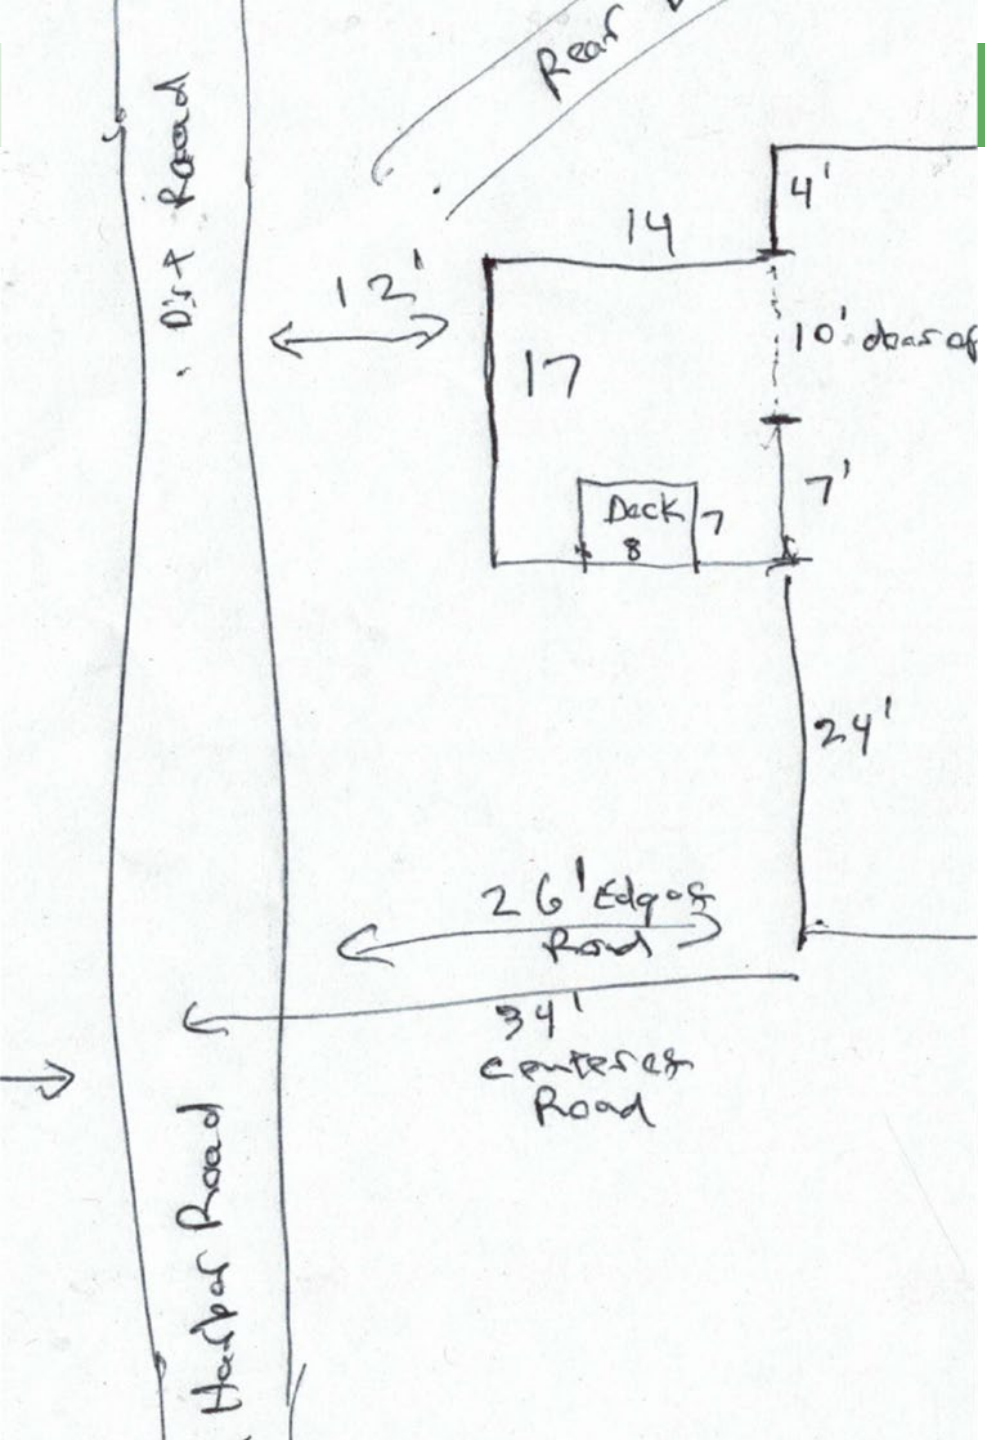 Rear
Dirt Road
4'
14
12'
10' door of
17
7'
Deck 7
8
24'
26' Edge of
Road
34'
Center of
Road
Harbor Road